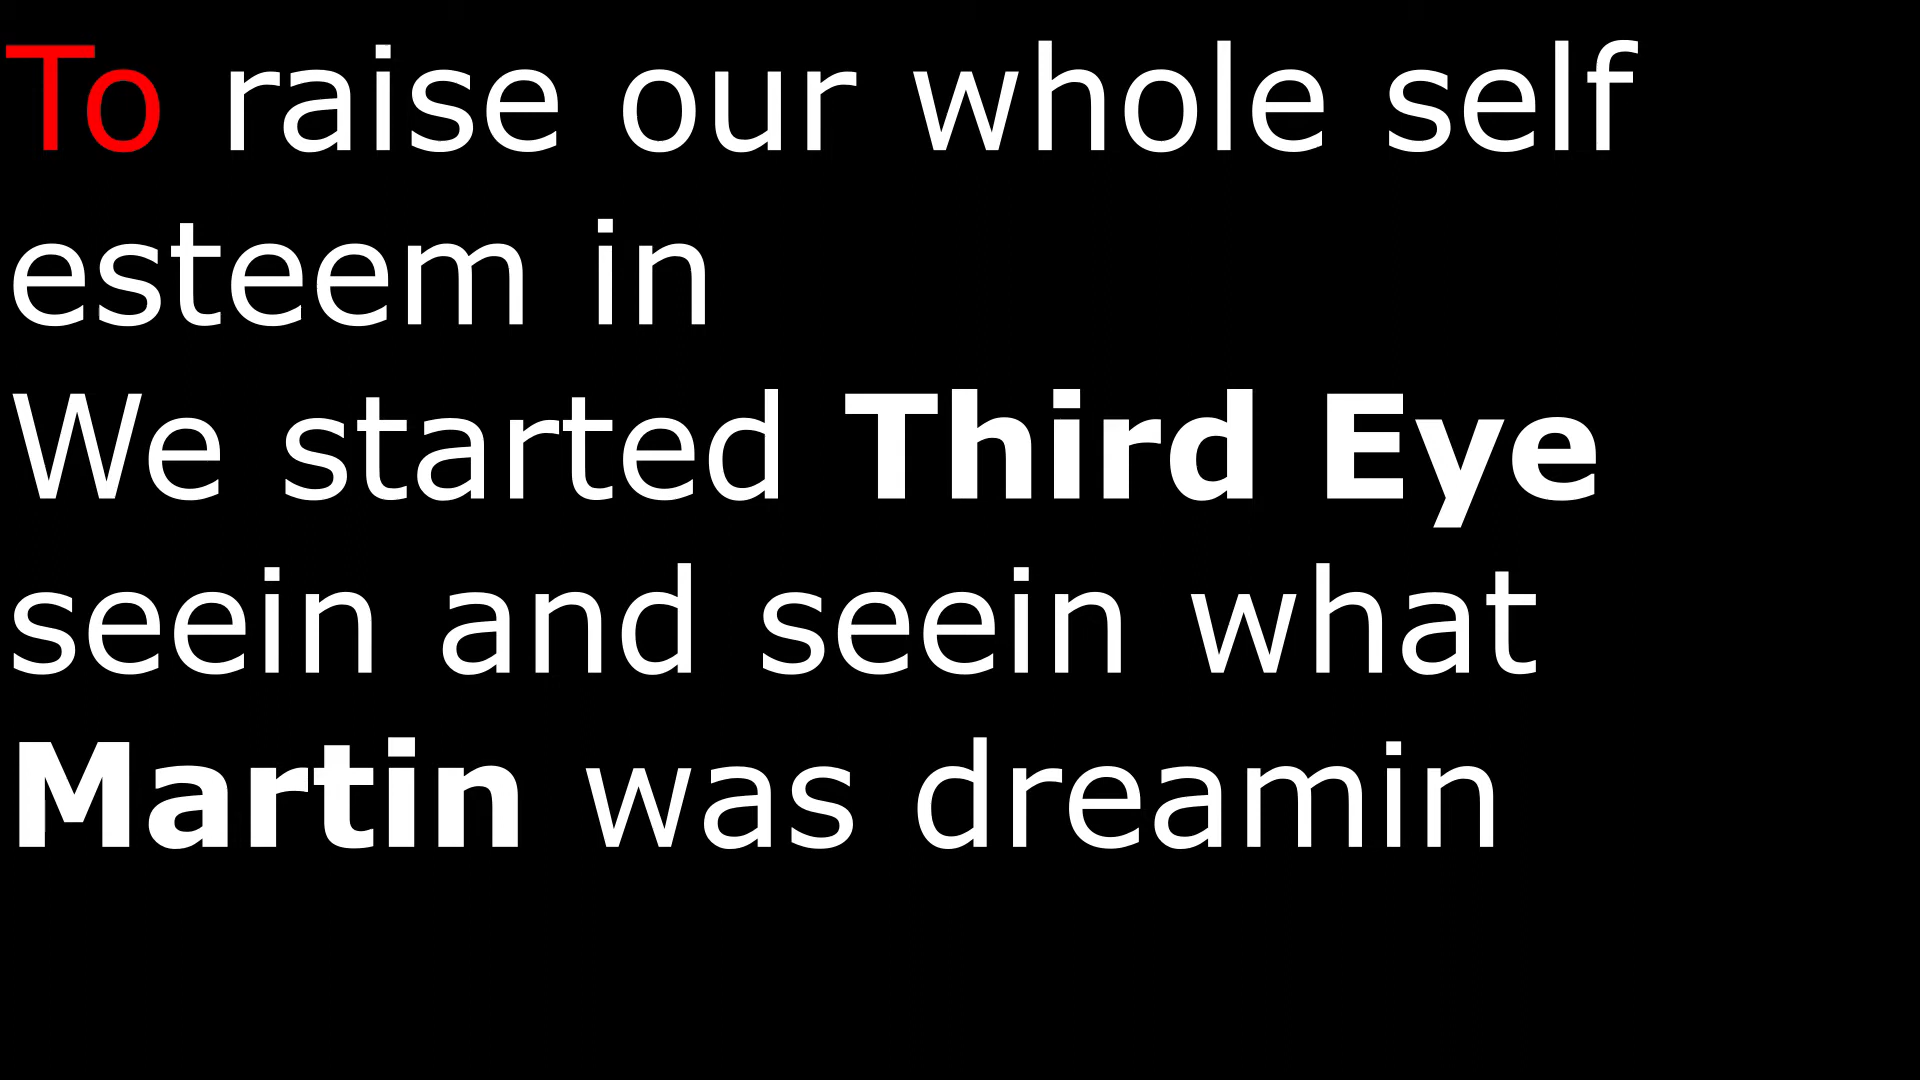 To raise our whole self
esteem in
We started Third Eye
seein and seein what
Martin was dreamin